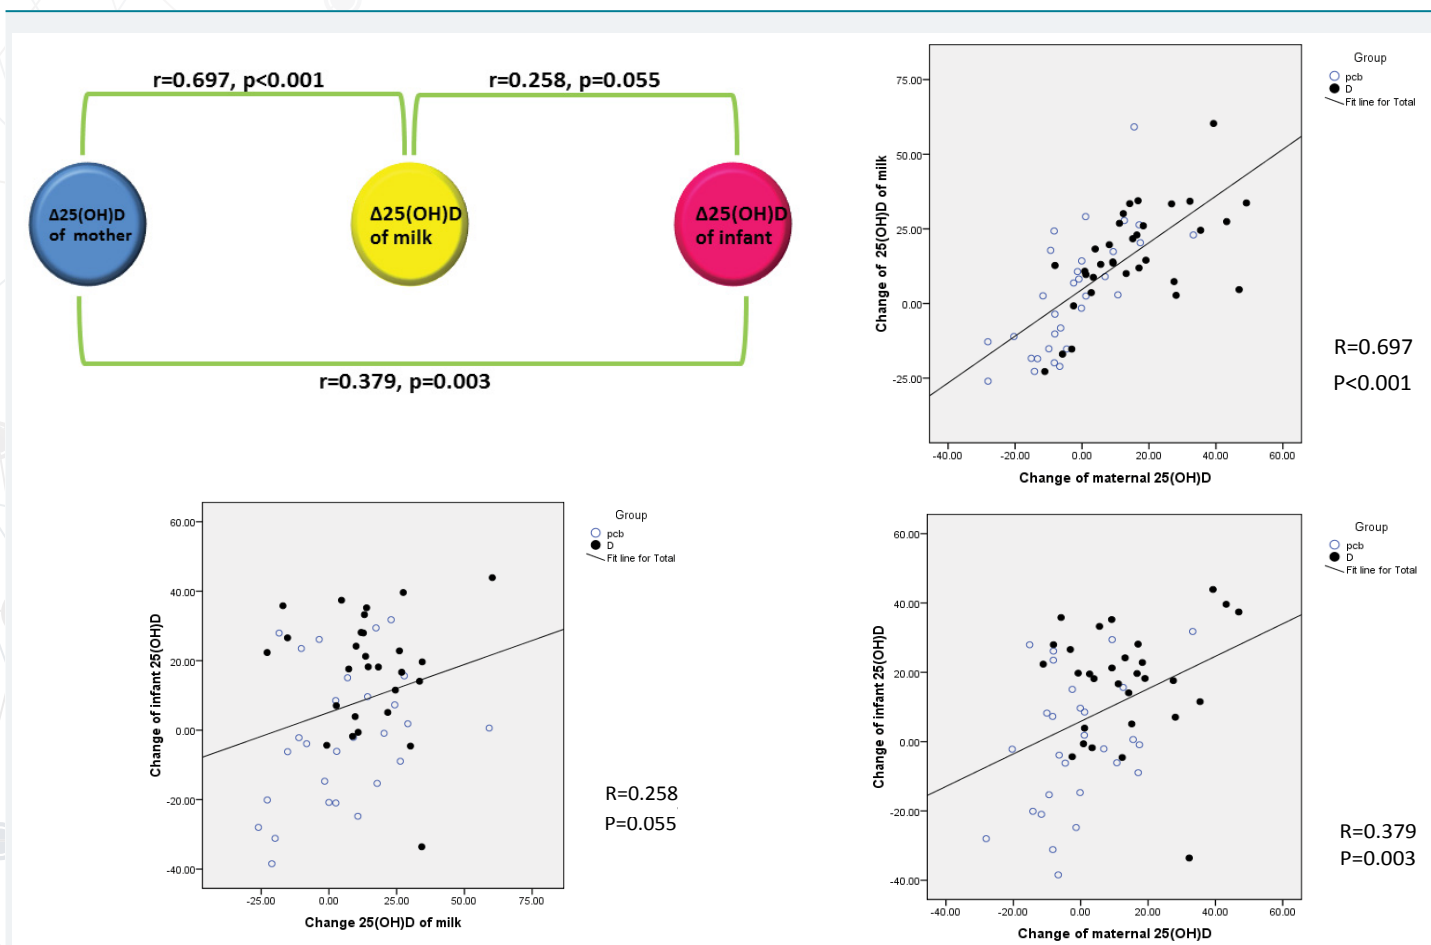 r=0.697, p<0.001
r=0.258, p=0.055
Δ25(OH)D
of mother
Δ25(OH)D
of milk
Δ25(OH)D
of infant
r=0.379, p=0.003
Change of 25(OH)D of milk
75.00
50.00
25.00
0.00
-25.00
-40.00 -20.00 0.00 20.00 40.00 60.00
Change of maternal 25(OH)D
Group
pcb
D
Fit line for Total
R=0.697
P<0.001
Change of infant 25(OH)D
60.00
40.00
20.00
0.00
-20.00
-40.00
-25.00 0.00 25.00 50.00 75.00
Change 25(OH)D of milk
Group
pcb
D
Fit line for Total
R=0.258
P=0.055
Change of infant 25(OH)D
60.00
40.00
20.00
0.00
-20.00
-40.00
-40.00 -20.00 0.00 20.00 40.00 60.00
Change of maternal 25(OH)D
Group
pcb
D
Fit line for Total
R=0.379
P=0.003